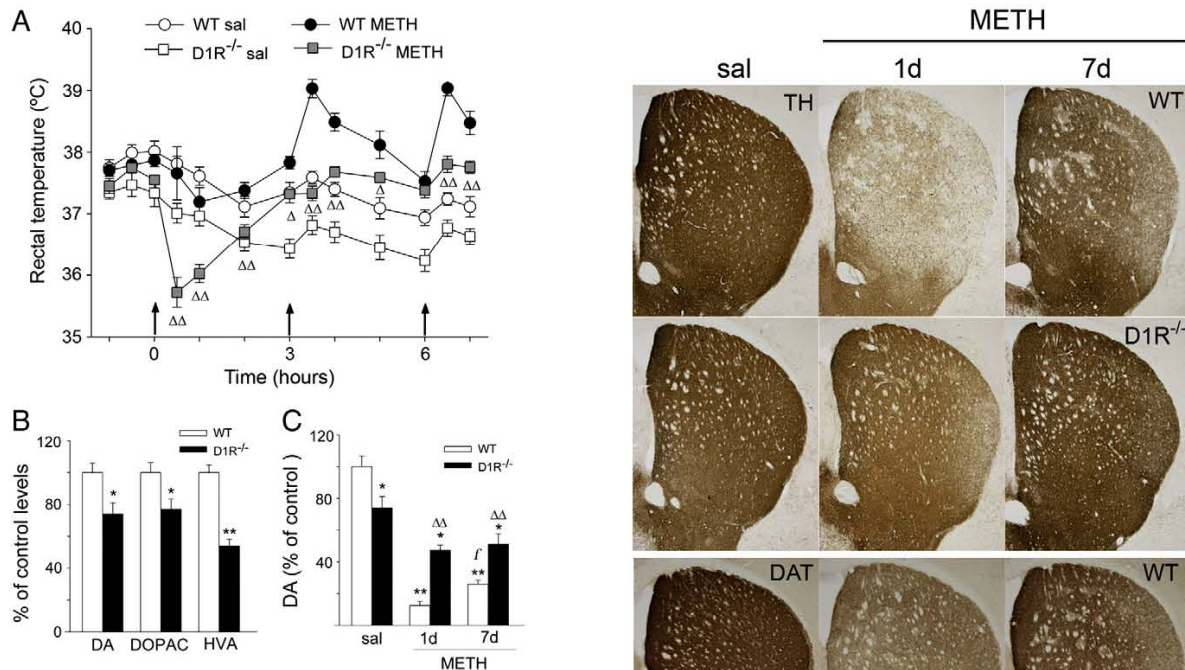 A
WT sal
WT METH
D1R-/- sal
D1R-/- METH
Rectal temperature (ºC)
40
39
38
37
36
35
ΔΔ
ΔΔ
ΔΔ
Δ
ΔΔ
ΔΔ
Δ
ΔΔ
ΔΔ
0
3
6
Time (hours)
B
WT
D1R-/-
% of control levels
120
80
40
0
*
*
**
DA
DOPAC
HVA
C
WT
D1R-/-
DA (% of control )
120
80
40
0
*
**
ΔΔ
*
f
**
ΔΔ
*
sal
1d
7d
METH
METH
sal
1d
7d
TH
WT
D1R-/-
DAT
WT